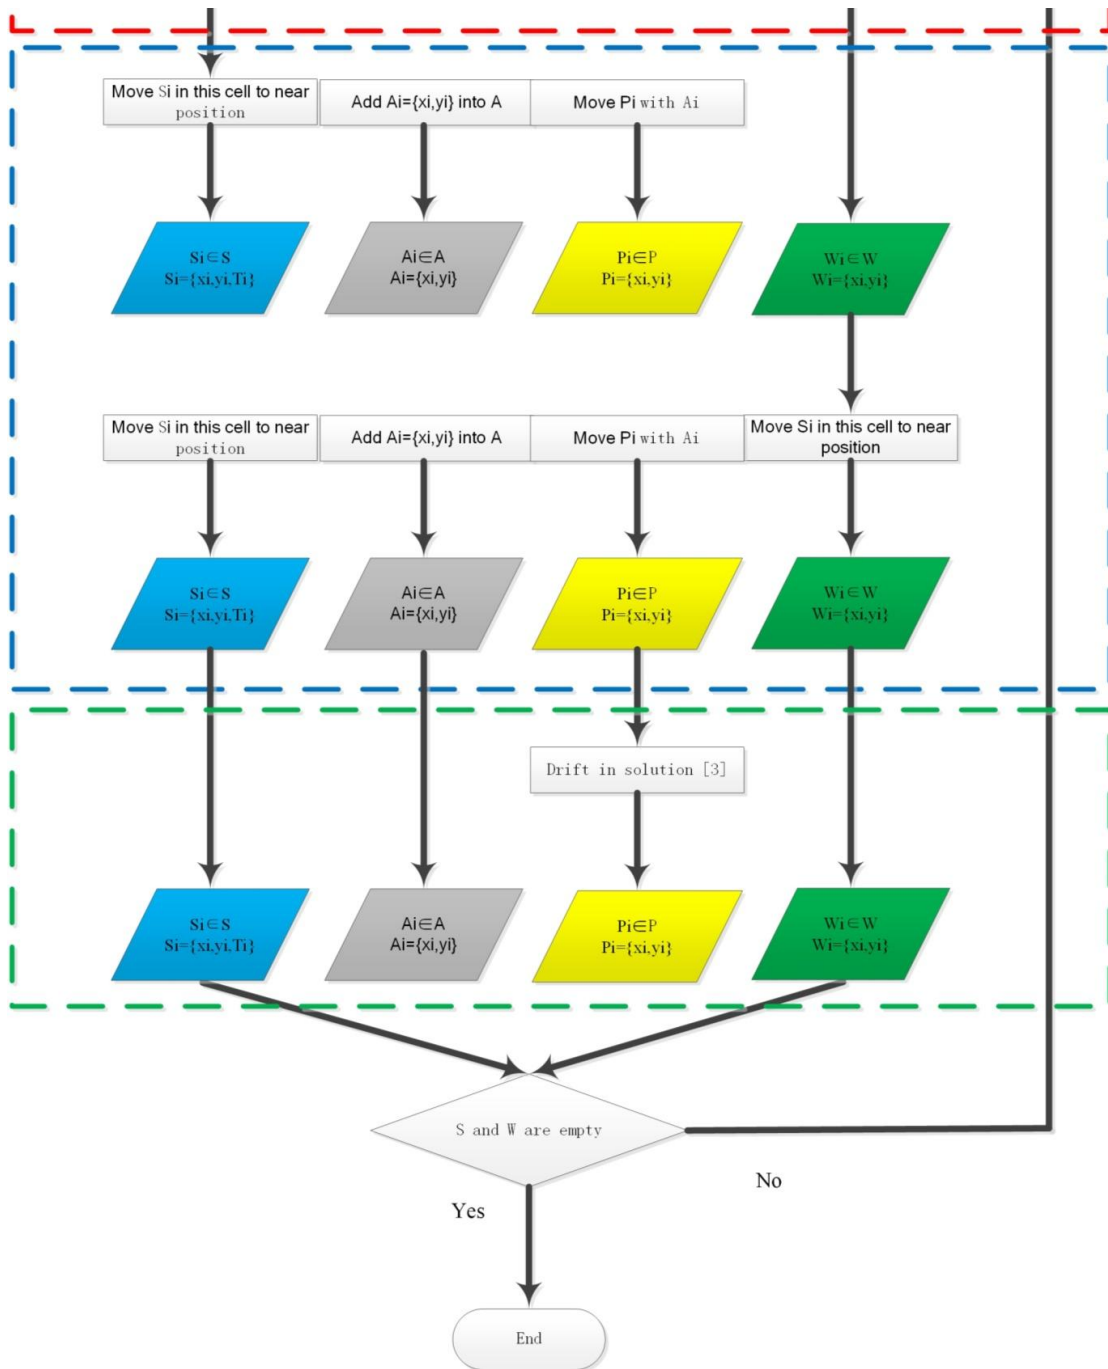 Move Si in this cell to near
position
Add Ai={xi,yi} into A
Move Pi with Ai
Si∈S
Si={xi,yi,Ti}
Ai∈A
Ai={xi,yi}
Pi∈P
Pi={xi,yi}
Wi∈W
Wi={xi,yi}
Move Si in this cell to near
position
Add Ai={xi,yi} into A
Move Pi with Ai
Move Si in this cell to near
position
Si∈S
Si={xi,yi,Ti}
Ai∈A
Ai={xi,yi}
Pi∈P
Pi={xi,yi}
Wi∈W
Wi={xi,yi}
Drift in solution [3]
Si∈S
Si={xi,yi,Ti}
Ai∈A
Ai={xi,yi}
Pi∈P
Pi={xi,yi}
Wi∈W
Wi={xi,yi}
S and W are empty
No
Yes
End